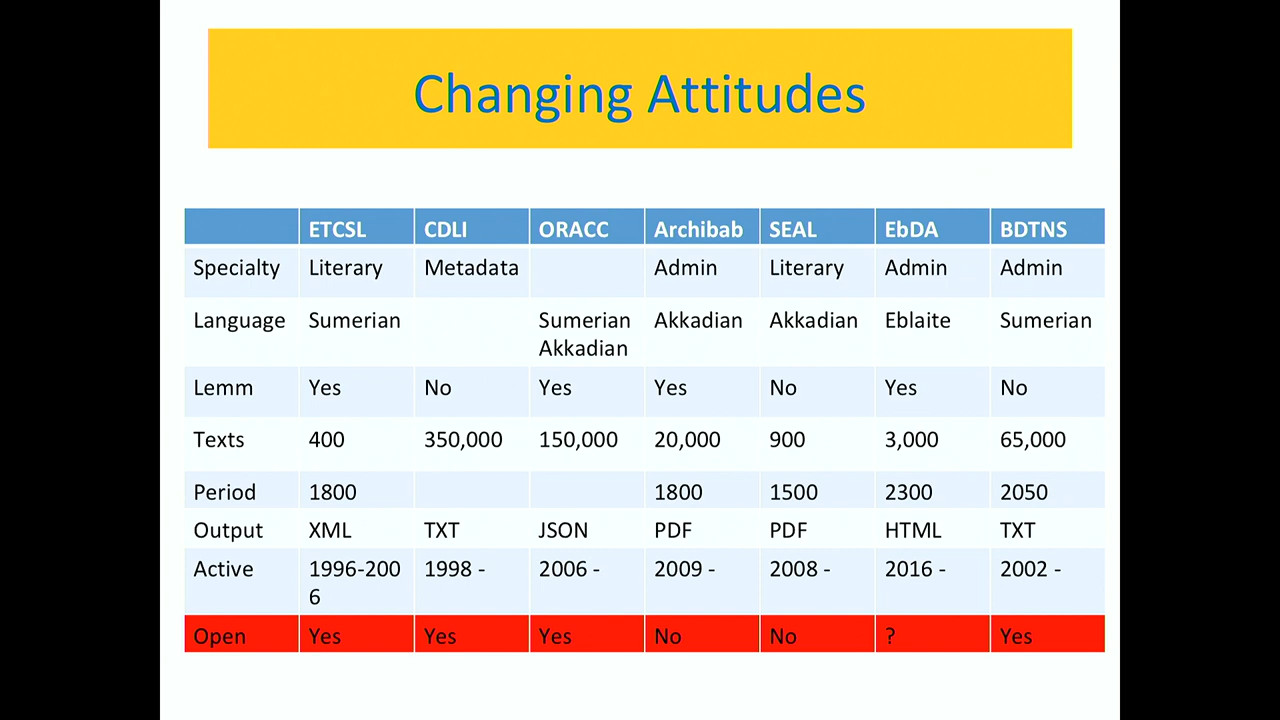 Changing Attitudes
ETCSL CDLI ORACC Archibab SEAL EbDA BDTNS
Specialty Literary Metadata Admin Literary Admin Admin
Language Sumerian Sumerian Akkadian Akkadian Eblaite Sumerian
Akkadian
Lemm Yes No Yes Yes No Yes No
Texts 400 350,000 150,000 20,000 900 3,000 65,000
Period 1800 1800 1500 2300 2050
Output XML TXT JSON PDF PDF HTML TXT
Active 1996-200 1998 - 2006 - 2009 - 2008 - 2016 - 2002 -
6
Open Yes Yes Yes No No ? Yes